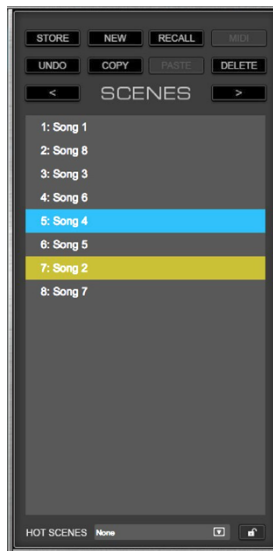 STORE NEW RECALL MIDI
UNDO COPY PASTE DELETE
< SCENES >
1: Song 1
2: Song 8
3: Song 3
4: Song 6
5: Song 4
6: Song 5
7: Song 2
8: Song 7
HOT SCENES None